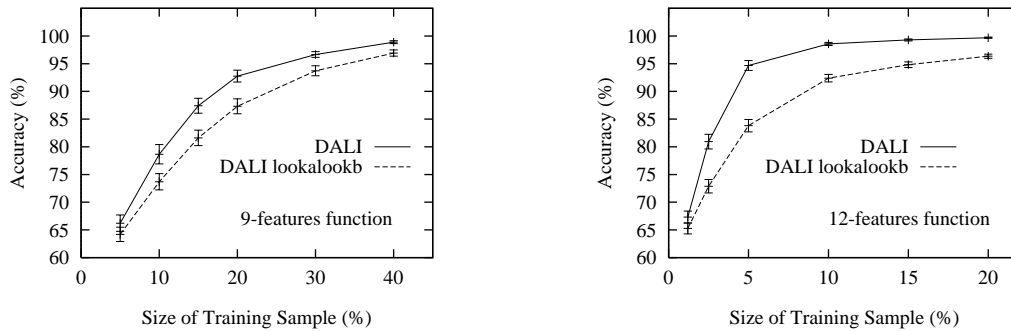 100
95
90
85
80
75
70
65
60
Accuracy (%)
DALI
DALI lookalookb
9-features function
0 10 20 30 40
Size of Training Sample (%)
100
95
90
85
80
75
70
65
60
Accuracy (%)
DALI
DALI lookalookb
12-features function
0 5 10 15 20
Size of Training Sample (%)